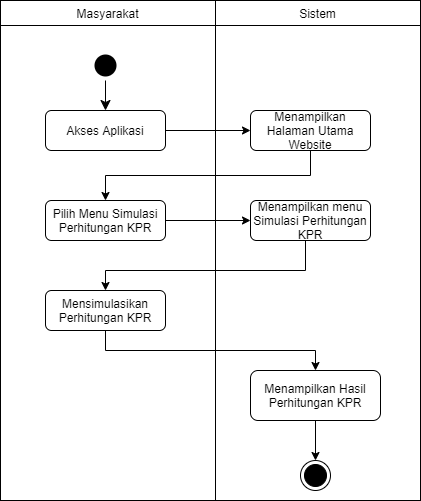 Masyarakat
Sistem
Akses Aplikasi
Menampilkan
Halaman Utama
Website
Pilih Menu Simulasi
Perhitungan KPR
Menampilkan menu
Simulasi Perhitungan
KPR
Mensimulasikan
Perhitungan KPR
Menampilkan Hasil
Perhitungan KPR